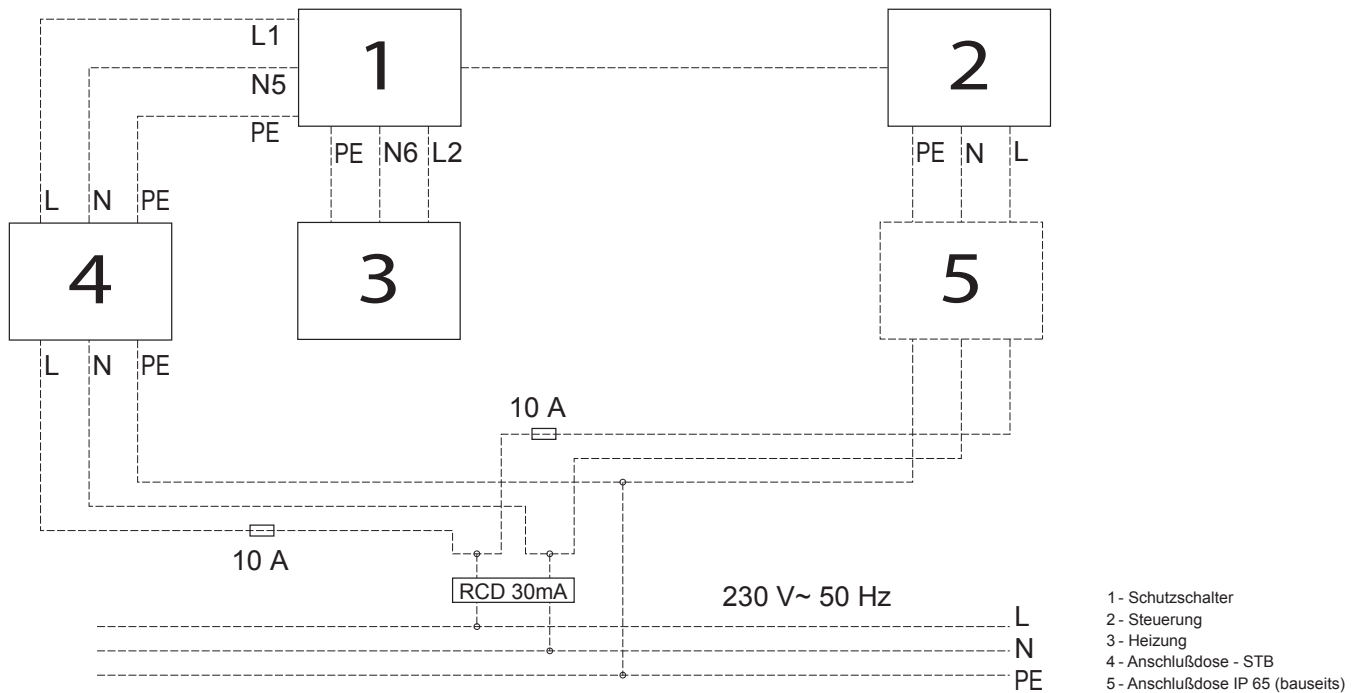 L1
1
2
N5
PE
PE N6 L2
PE N L
L N PE
4
3
5
L N PE
10 A
10 A
RCD 30mA
230 V~ 50 Hz
L
N
PE
1 - Schutzschalter
2 - Steuerung
3 - Heizung
4 - Anschlußdose - STB
5 - Anschlußdose IP 65 (bauseits)